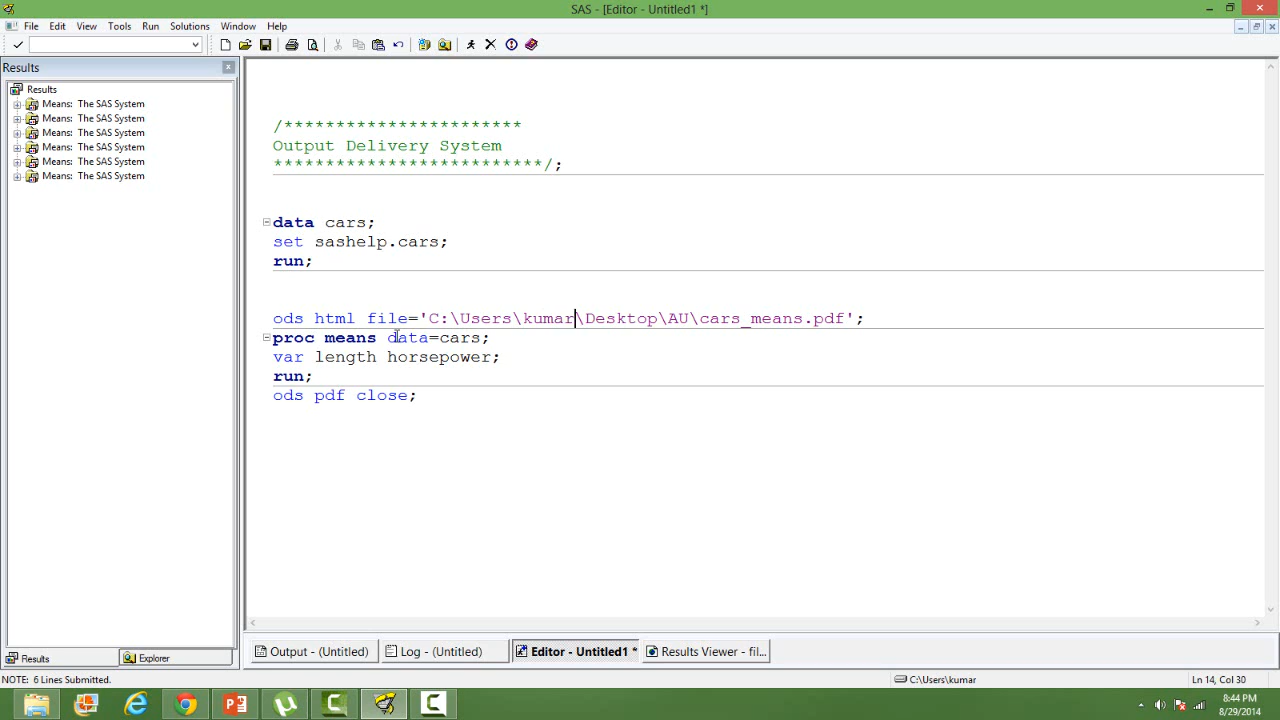 SAS - [Editor - Untitled1 *]
File Edit View Tools Run Solutions Window Help
Results
Results
Means: The SAS System
Means: The SAS System
Means: The SAS System
Means: The SAS System
Means: The SAS System
Means: The SAS System
/***********************
Output Delivery System
**************************/;
data cars;
set sashelp.cars;
run;
ods html file='C:\Users\kumar\Desktop\AU\cars_means.pdf';
proc means data=cars;
var length horsepower;
run;
ods pdf close;
Results Explorer
Output - (Untitled) Log - (Untitled) Editor - Untitled1 * Results Viewer - fil...
NOTE: 6 Lines Submitted. C:\Users\kumar Ln 14, Col 30
8:44 PM
8/29/2014